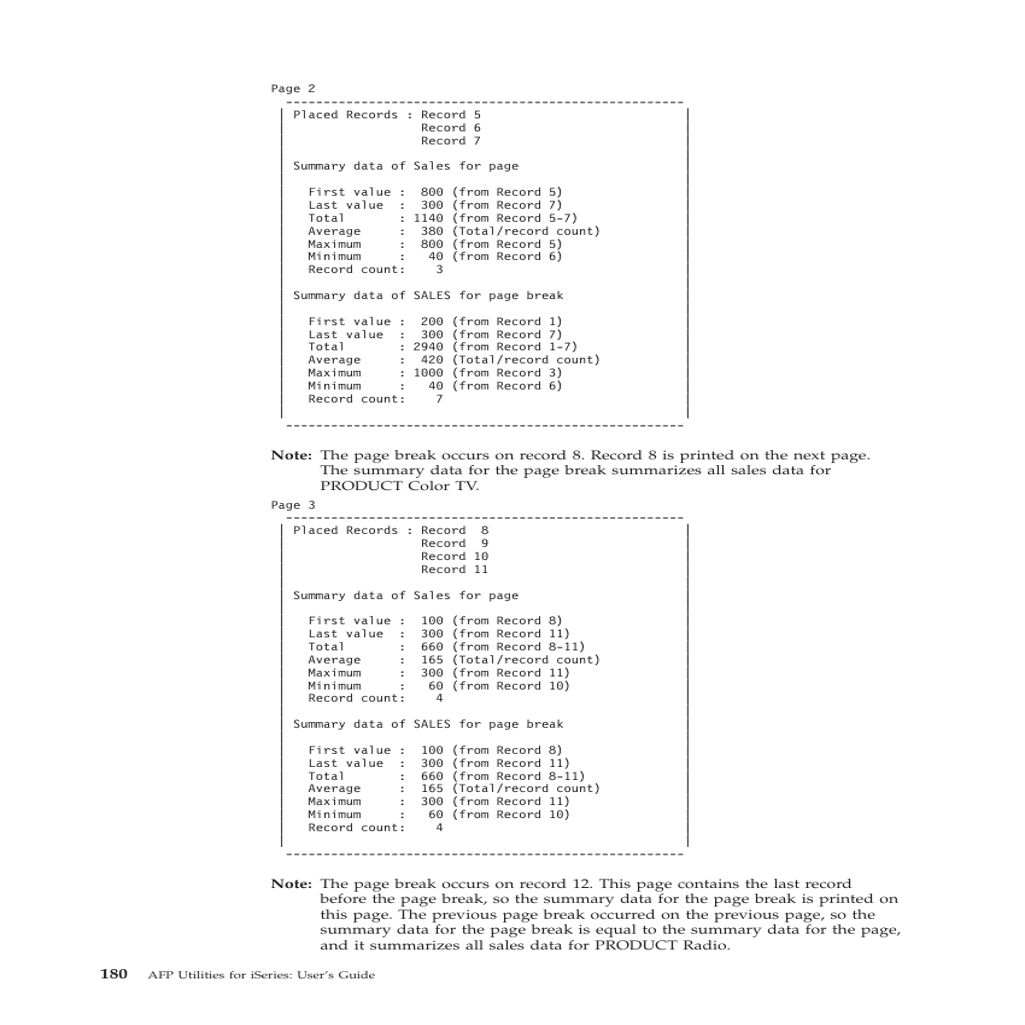 Page 2
-----------------------------------------------------
Placed Records : Record 5
Record 6
Record 7
Summary data of Sales for page
First value :  800 (from Record 5)
Last value  :  300 (from Record 7)
Total       : 1140 (from Record 5-7)
Average     :  380 (Total/record count)
Maximum     :  800 (from Record 5)
Minimum     :   40 (from Record 6)
Record count:    3
Summary data of SALES for page break
First value :  200 (from Record 1)
Last value  :  300 (from Record 7)
Total       : 2940 (from Record 1-7)
Average     :  420 (Total/record count)
Maximum     : 1000 (from Record 3)
Minimum     :   40 (from Record 6)
Record count:    7
-----------------------------------------------------
Note: The page break occurs on record 8. Record 8 is printed on the next page.
The summary data for the page break summarizes all sales data for
PRODUCT Color TV.
Page 3
-----------------------------------------------------
Placed Records : Record  8
Record  9
Record 10
Record 11
Summary data of Sales for page
First value :  100 (from Record 8)
Last value  :  300 (from Record 11)
Total       :  660 (from Record 8-11)
Average     :  165 (Total/record count)
Maximum     :  300 (from Record 11)
Minimum     :   60 (from Record 10)
Record count:    4
Summary data of SALES for page break
First value :  100 (from Record 8)
Last value  :  300 (from Record 11)
Total       :  660 (from Record 8-11)
Average     :  165 (Total/record count)
Maximum     :  300 (from Record 11)
Minimum     :   60 (from Record 10)
Record count:    4
-----------------------------------------------------
Note: The page break occurs on record 12. This page contains the last record
before the page break, so the summary data for the page break is printed on
this page. The previous page break occurred on the previous page, so the
summary data for the page break is equal to the summary data for the page,
and it summarizes all sales data for PRODUCT Radio.
180 AFP Utilities for iSeries: User's Guide